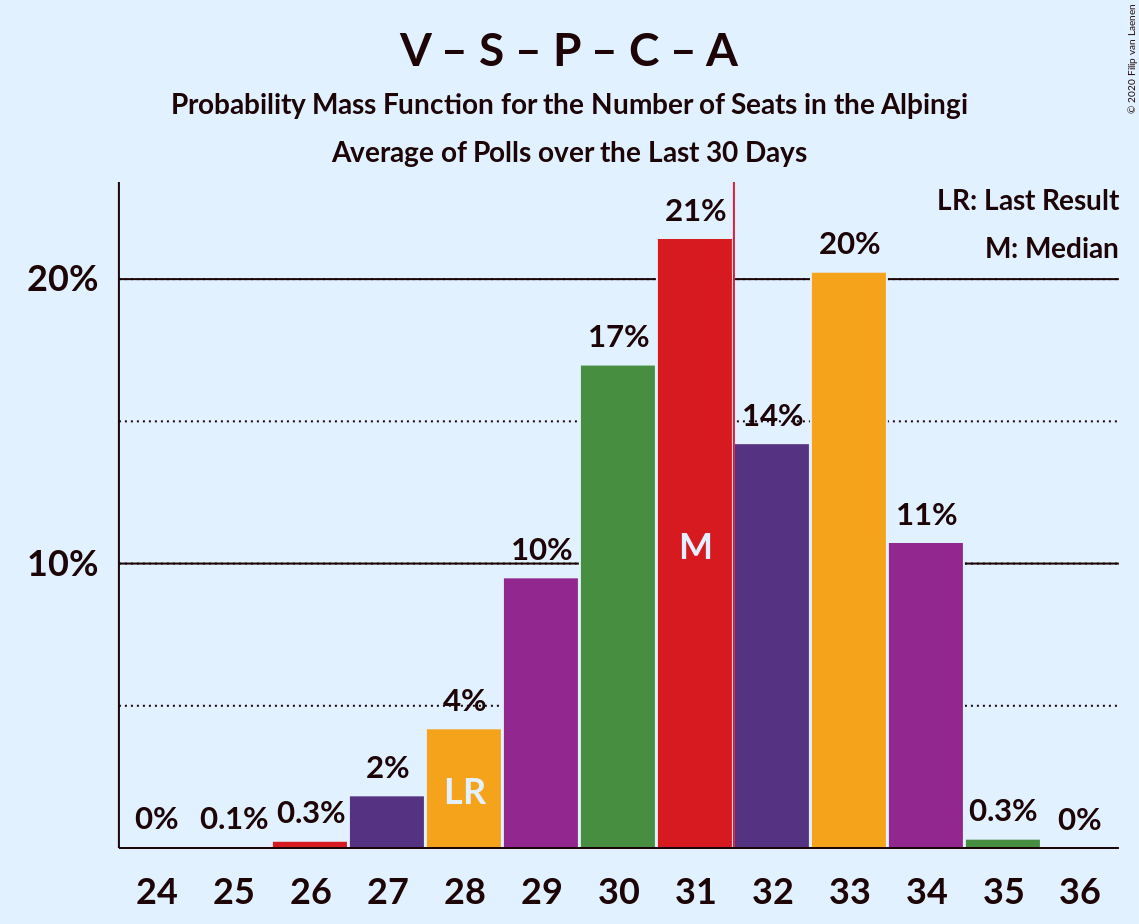 V – S – P – C – A
Probability Mass Function for the Number of Seats in the Alþingi
Average of Polls over the Last 30 Days
© 2020 Filip van Laenen
LR: Last Result
M: Median
20%
10%
0%
0.1%
0.3%
2%
4%
10%
17%
21%
14%
20%
11%
0.3%
0%
LR
M
24 25 26 27 28 29 30 31 32 33 34 35 36